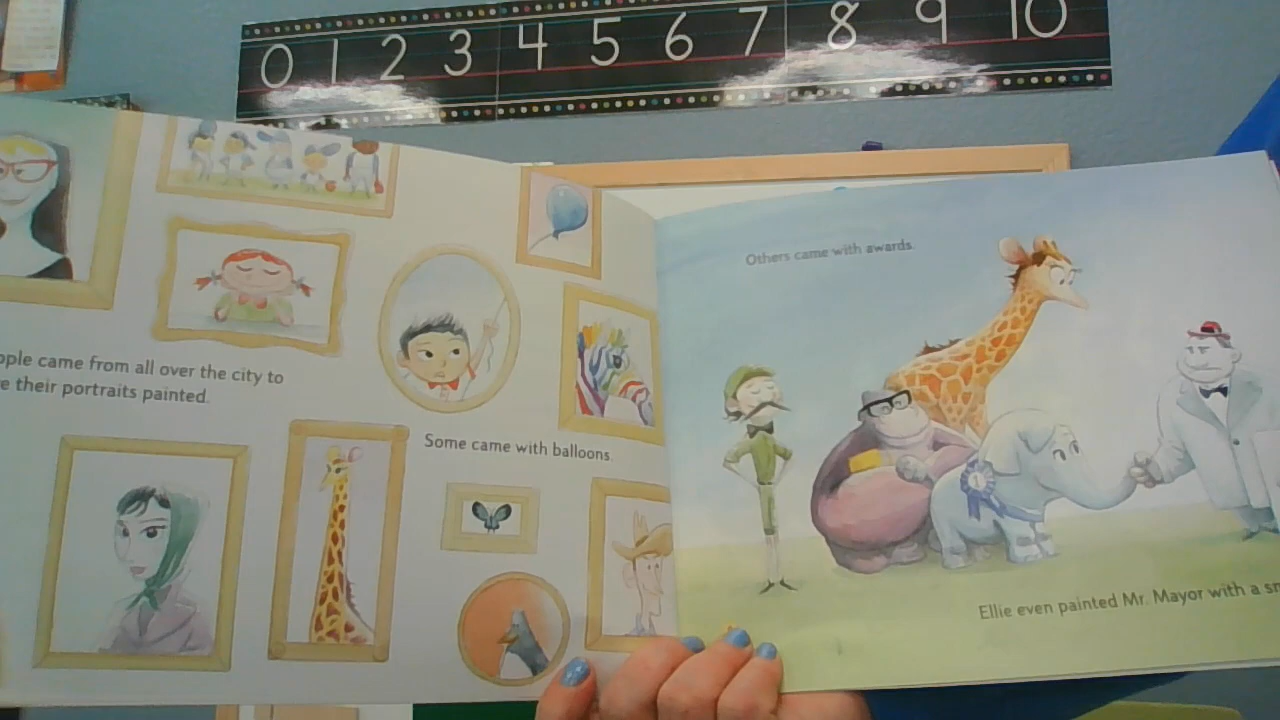 0 1 2 3 4 5 6 7 8 9 10
came from all over the city to
their portraits painted.
Some came with balloons.
Others came with awards.
Ellie even painted Mr. Mayor with a